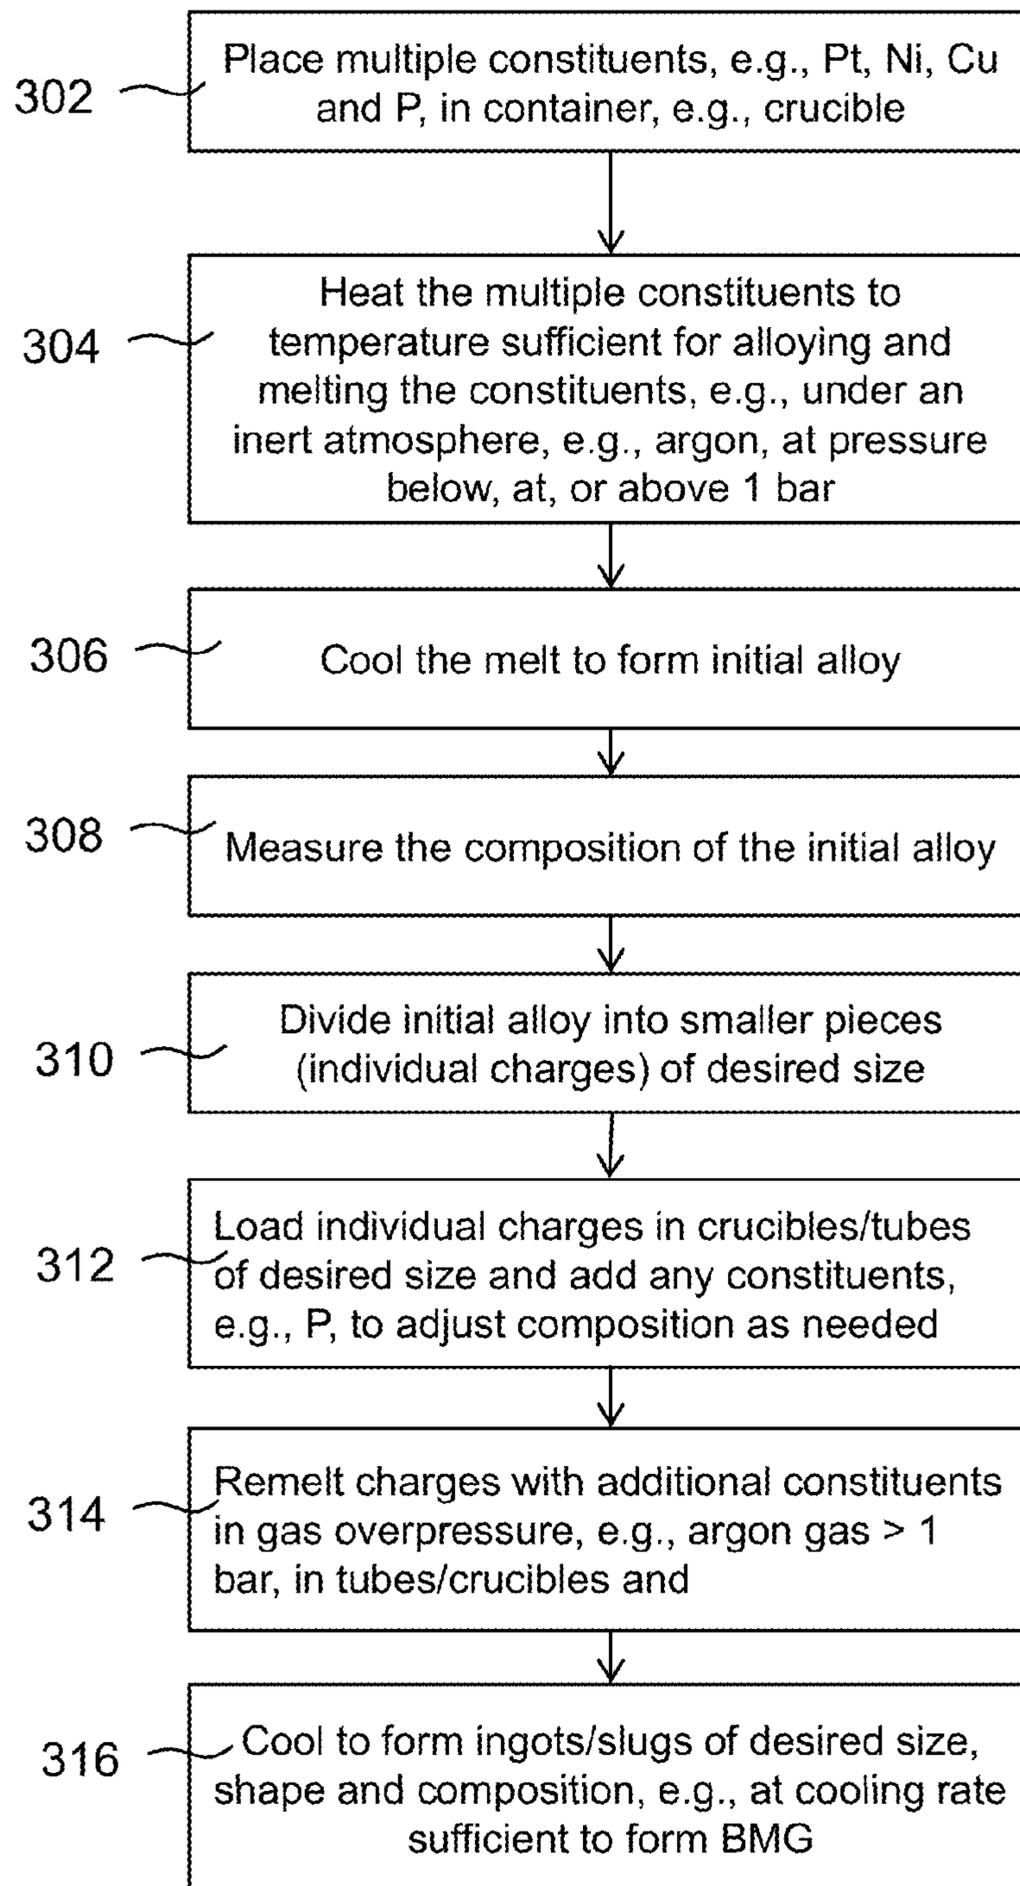 302
Place multiple constituents, e.g., Pt, Ni, Cu
and P, in container, e.g., crucible
304
Heat the multiple constituents to
temperature sufficient for alloying and
melting the constituents, e.g., under an
inert atmosphere, e.g., argon, at pressure
below, at, or above 1 bar
306
Cool the melt to form initial alloy
308
Measure the composition of the initial alloy
310
Divide initial alloy into smaller pieces
(individual charges) of desired size
312
Load individual charges in crucibles/tubes
of desired size and add any constituents,
e.g., P, to adjust composition as needed
314
Remelt charges with additional constituents
in gas overpressure, e.g., argon gas > 1
bar, in tubes/crucibles and
316
Cool to form ingots/slugs of desired size,
shape and composition, e.g., at cooling rate
sufficient to form BMG